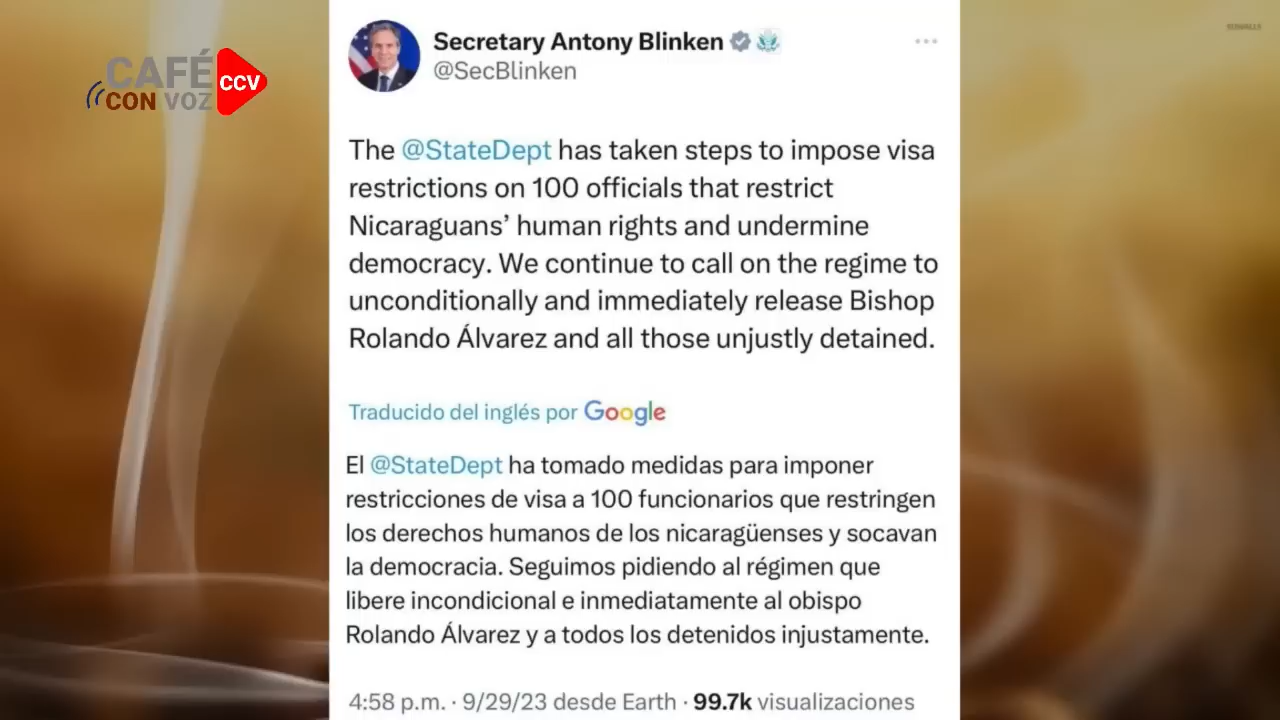 CAFÉ
CON VOZ
CCV
Secretary Antony Blinken
@SecBlinken
The @StateDept has taken steps to impose visa
restrictions on 100 officials that restrict
Nicaraguans’ human rights and undermine
democracy. We continue to call on the regime to
unconditionally and immediately release Bishop
Rolando Álvarez and all those unjustly detained.
Traducido del inglés por Google
El @StateDept ha tomado medidas para imponer
restricciones de visa a 100 funcionarios que restringen
los derechos humanos de los nicaragüenses y socavan
la democracia. Seguimos pidiendo al régimen que
libere incondicional e inmediatamente al obispo
Rolando Álvarez y a todos los detenidos injustamente.
4:58 p.m. · 9/29/23 desde Earth · 99.7k visualizaciones